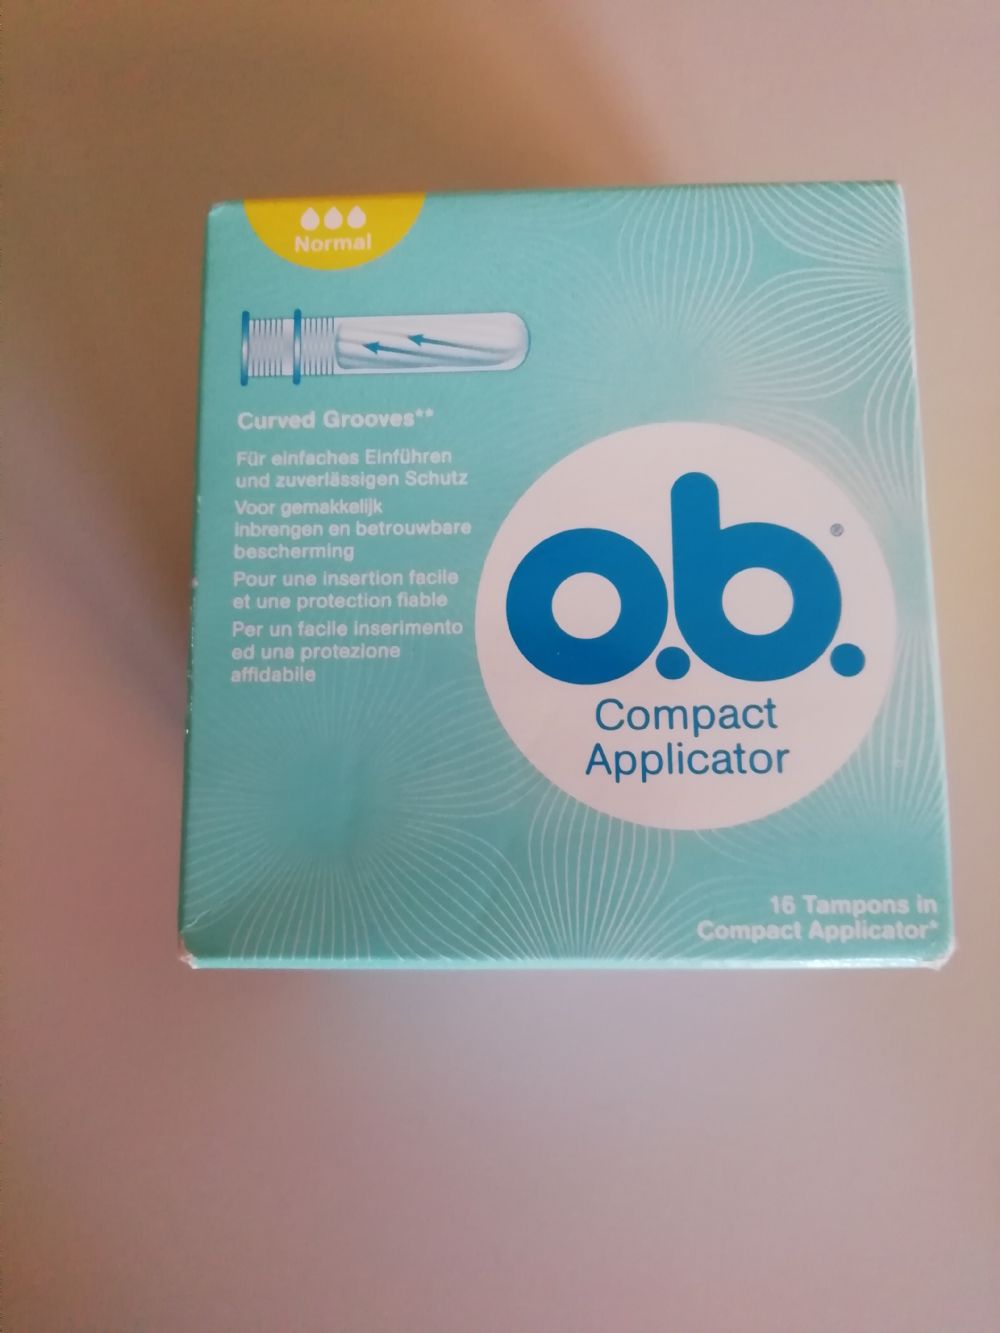 Normal
Curved Grooves**
Für einfaches Einführen
und zuverlässigen Schutz
Voor gemakkelijk
inbrengen en betrouwbare
bescherming
Pour une insertion facile
et une protection fiable
Per un facile inserimento
ed una protezione
affidabile
o.b.®
Compact
Applicator
16 Tampons in
Compact Applicator*